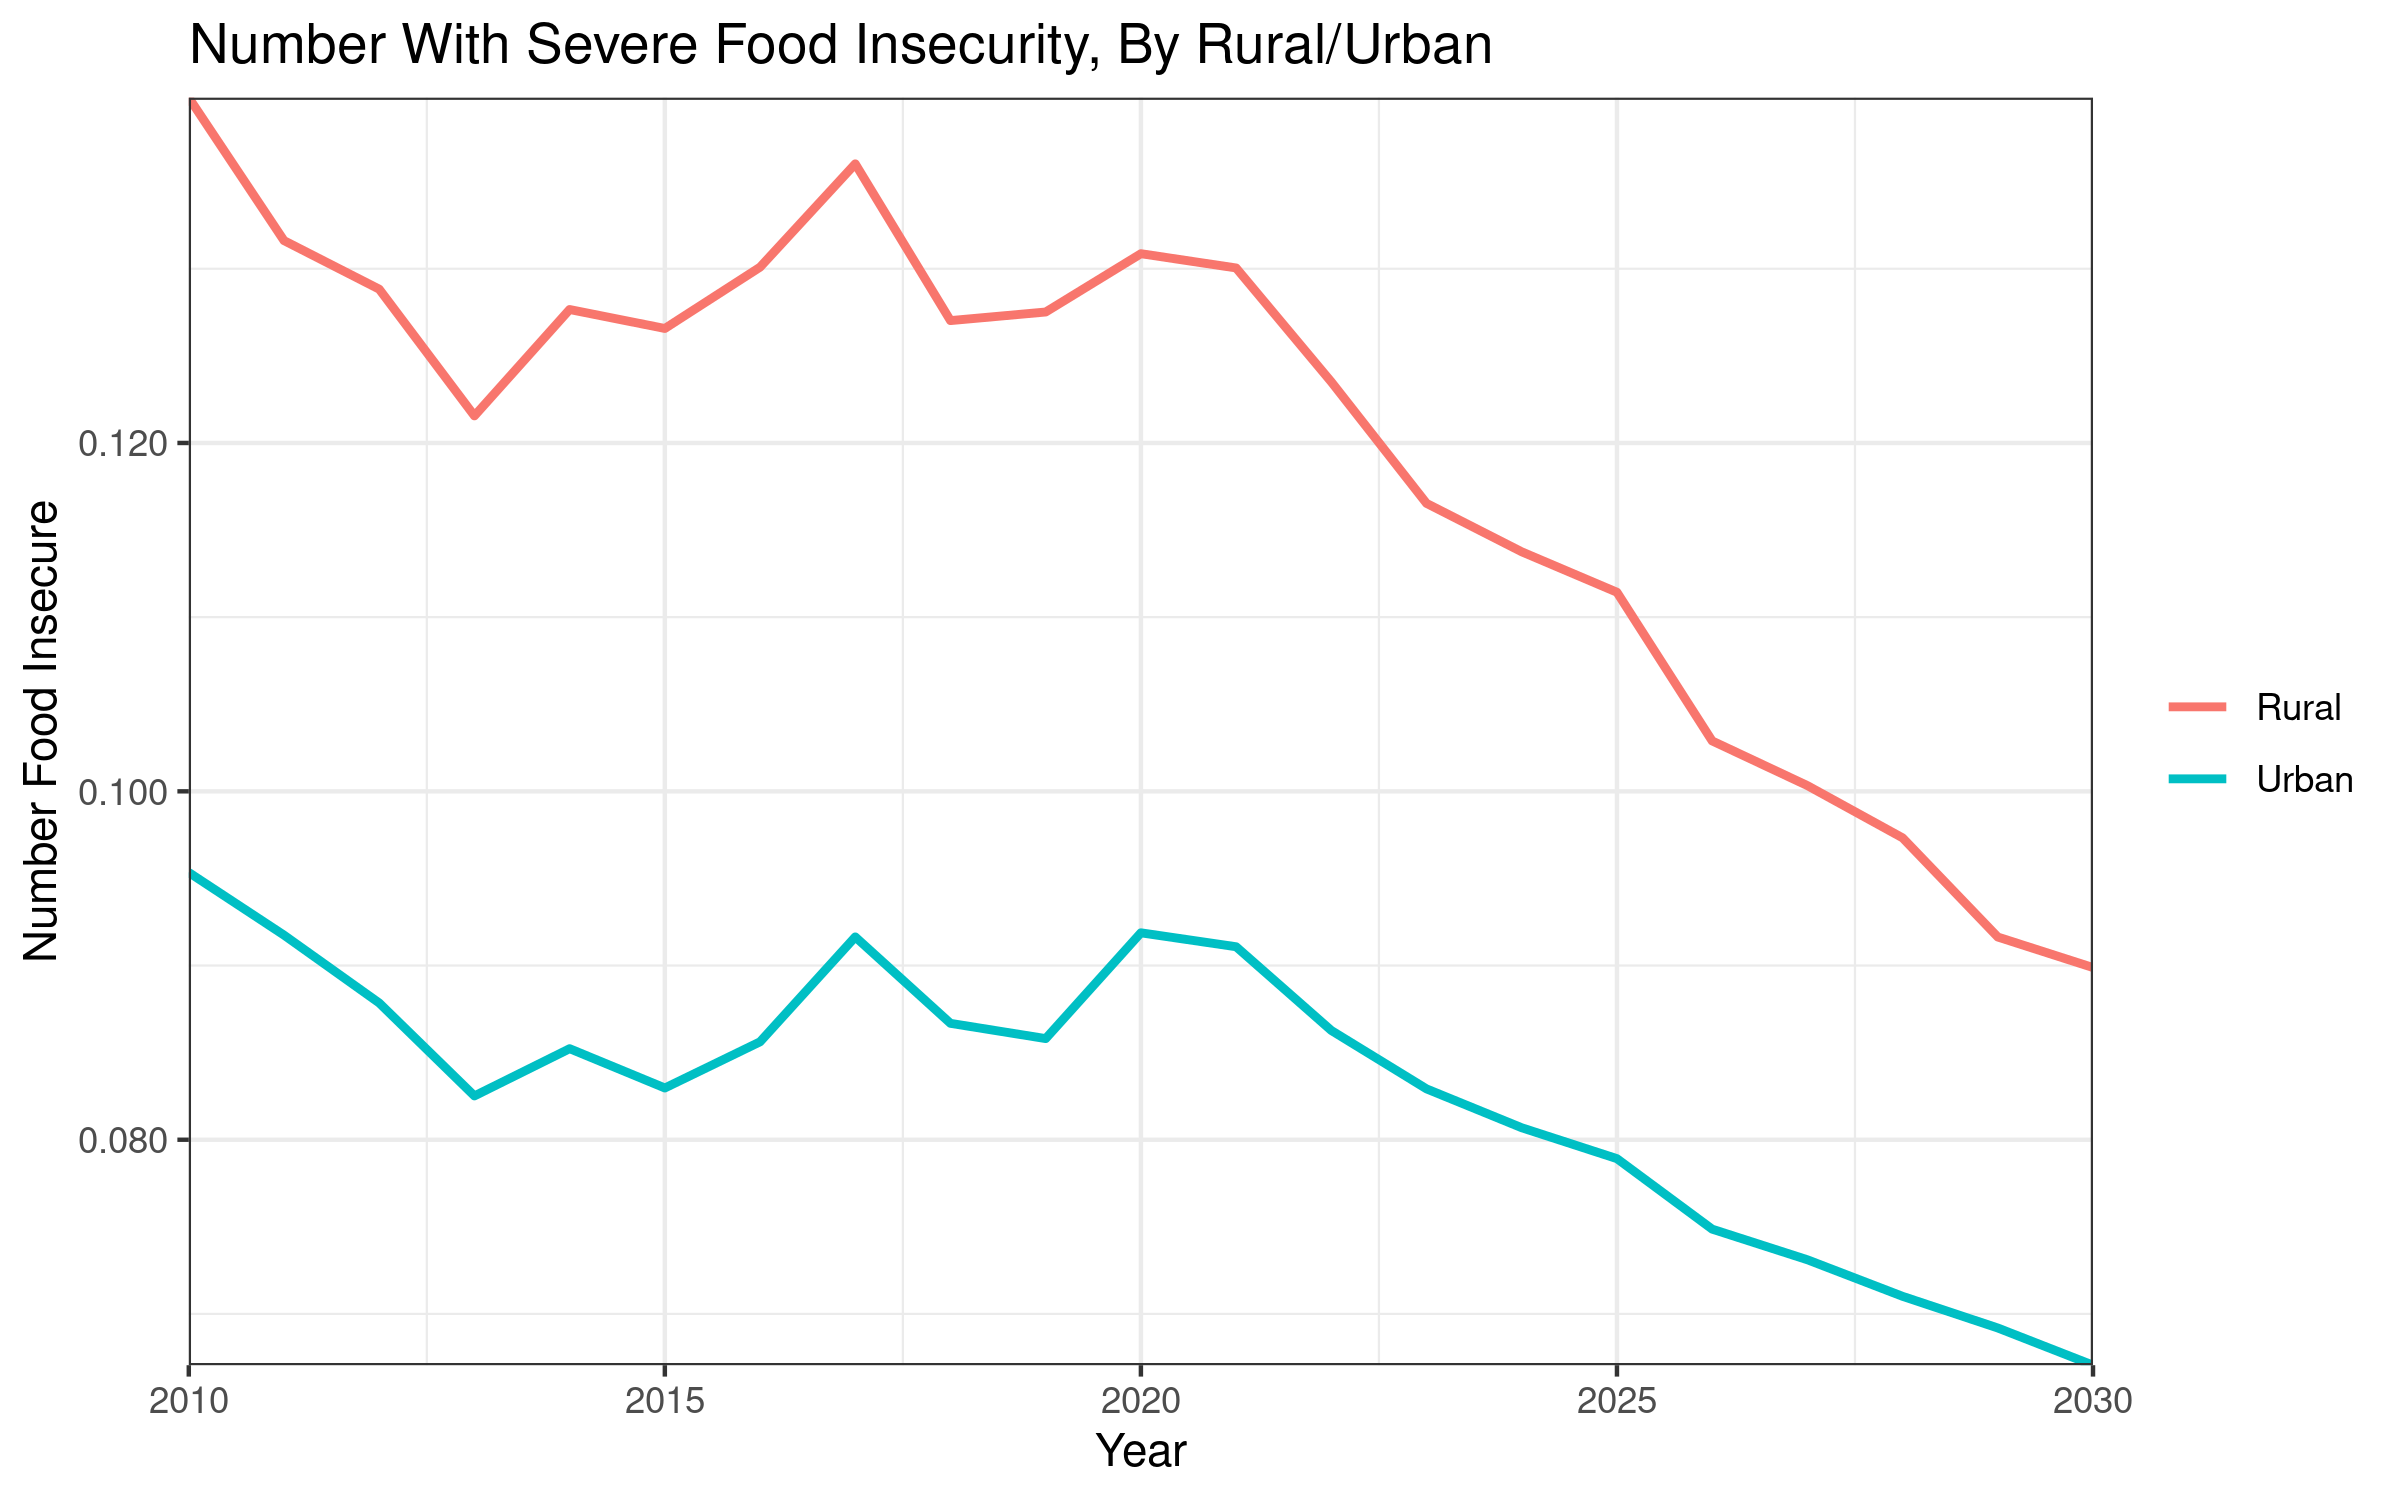 Number With Severe Food Insecurity, By Rural/Urban
Number Food Insecure
0.120
0.100
0.080
2010 2015 2020 2025 2030
Year
Rural
Urban